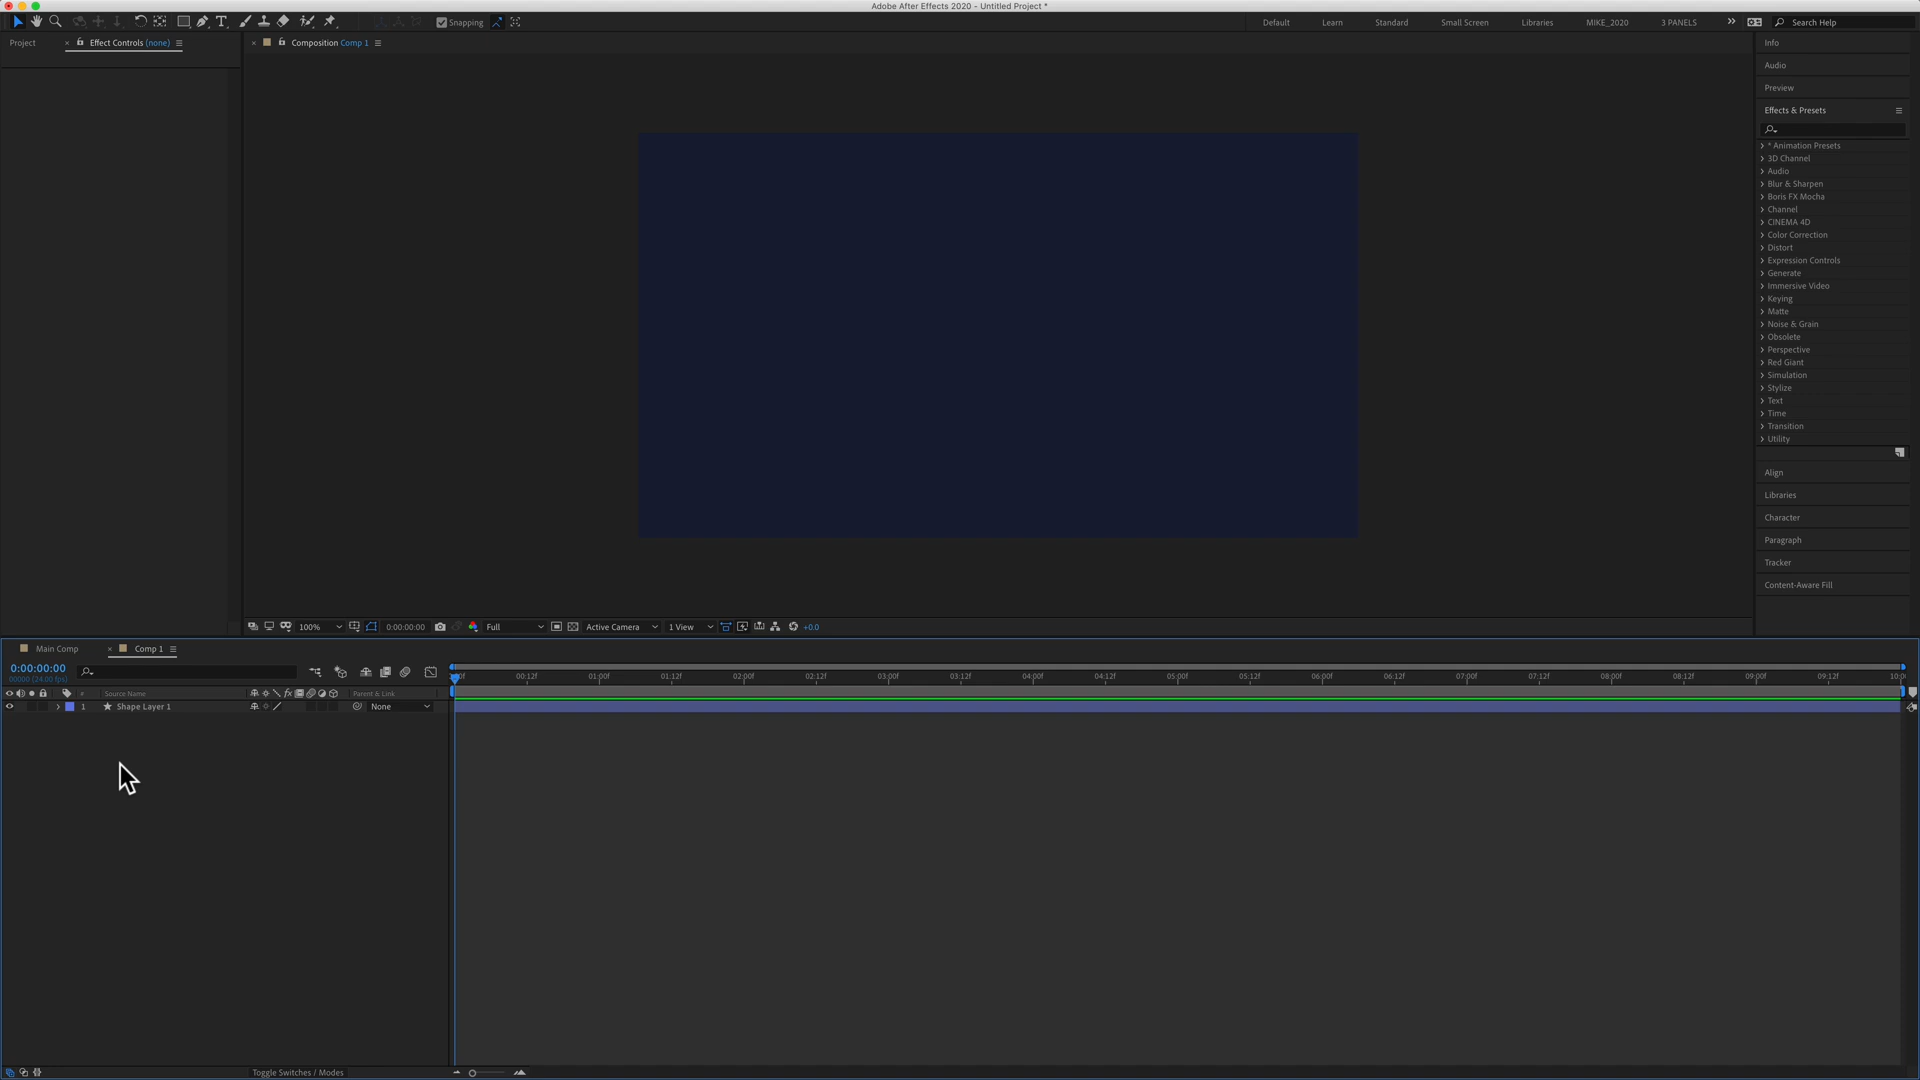 Adobe After Effects 2020 - Untitled Project *
Snapping
Default Learn Standard Small Screen Libraries MIKE_2020 3 PANELS Search Help
Project × Effect Controls (none)
× Composition Comp 1
Info
Audio
Preview
Effects & Presets
* Animation Presets
3D Channel
Audio
Blur & Sharpen
Boris FX Mocha
Channel
CINEMA 4D
Color Correction
Distort
Expression Controls
Generate
Immersive Video
Keying
Matte
Noise & Grain
Obsolete
Perspective
Red Giant
Simulation
Stylize
Text
Time
Transition
Utility
Align
Libraries
Character
Paragraph
Tracker
Content-Aware Fill
100% 0:00:00:00 Full Active Camera 1 View +0.0
Main Comp × Comp 1
0:00:00:00
00000 (24.00 fps)
00:12f 01:00f 01:12f 02:00f 02:12f 03:00f 03:12f 04:00f 04:12f 05:00f 05:12f 06:00f 06:12f 07:00f 07:12f 08:00f 08:12f 09:00f 09:12f
# Source Name fx Parent & Link
1 Shape Layer 1 None
Toggle Switches / Modes